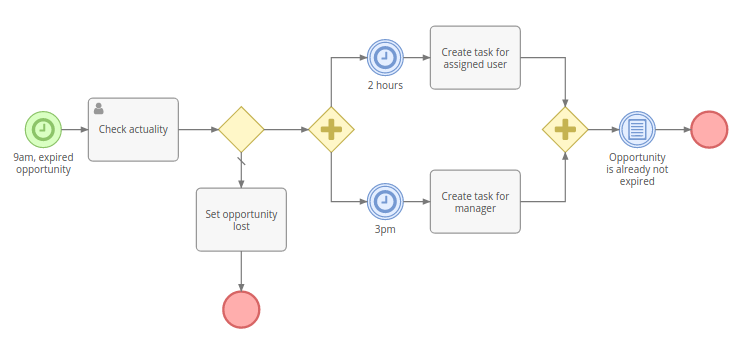 9am, expired
opportunity
Check actuality
Set opportunity
lost
2 hours
Create task for
assigned user
3pm
Create task for
manager
Opportunity
is already not
expired